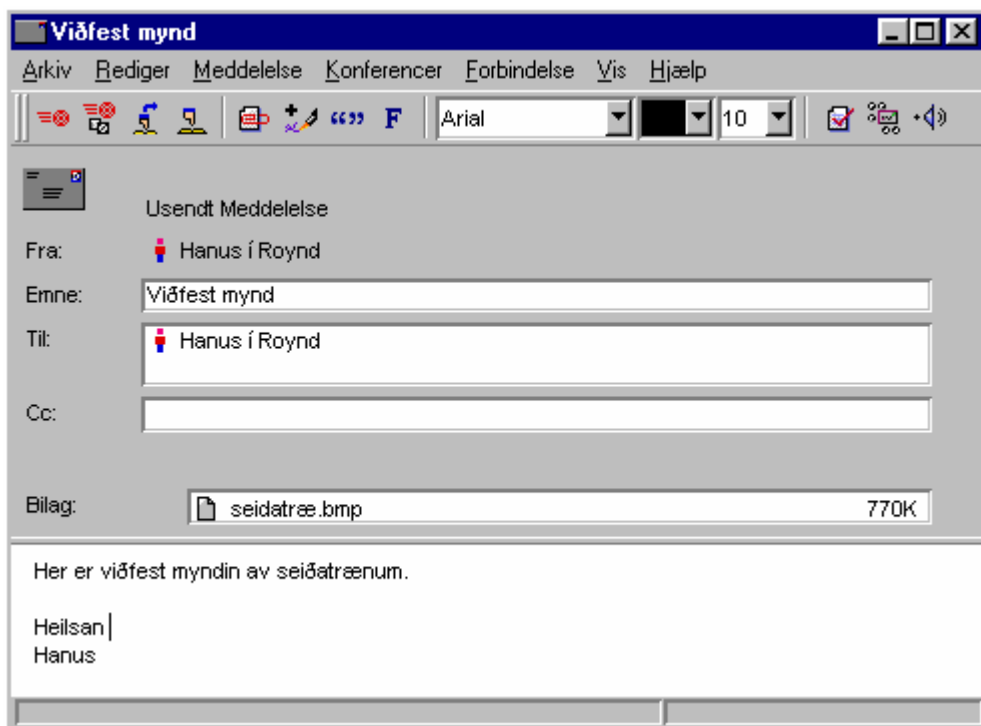 Viðfest mynd
Arkiv Rediger Meddelelse Konferencer Forbindelse Vis Hjælp
F Arial 10
Usendt Meddelelse
Fra: Hanus í Roynd
Emne: Viðfest mynd
Til: Hanus í Roynd
Cc:
Bilag: seidatræ.bmp 770K
Her er viðfest myndin av seiðatrænum.
Heilsan
Hanus